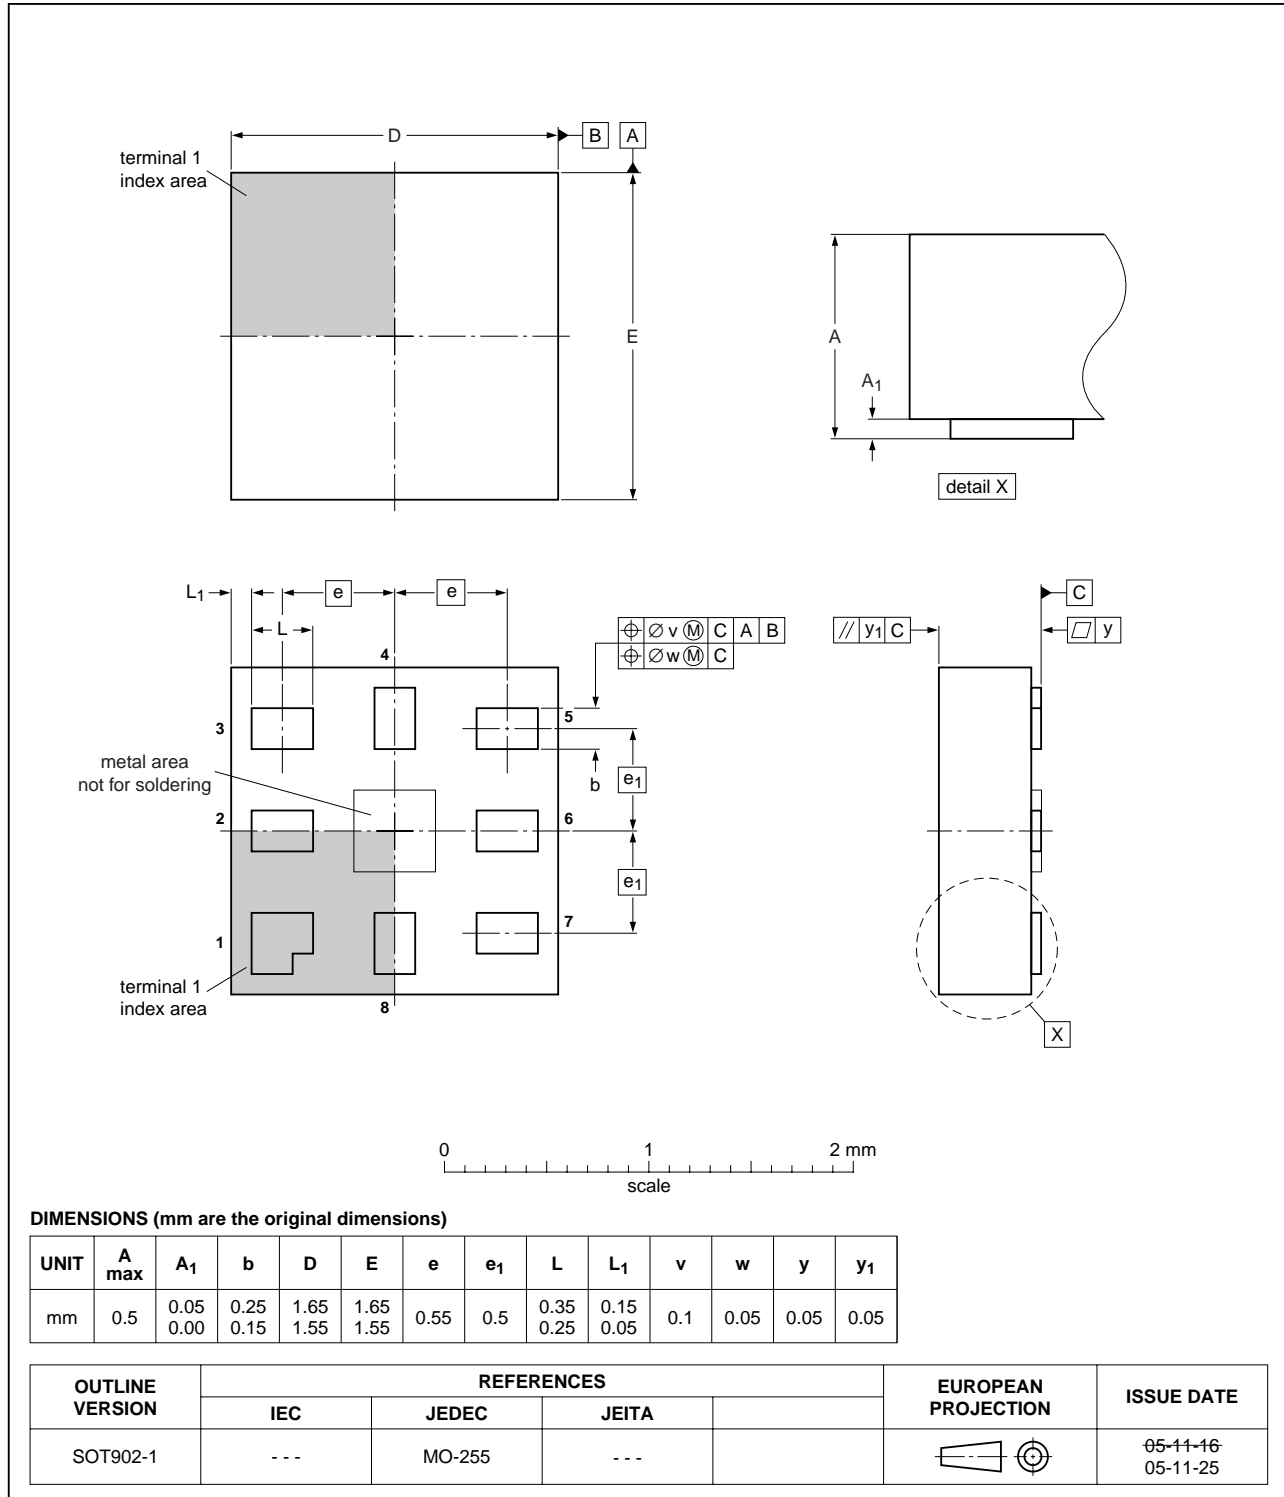 D
B
A
terminal 1
index area
E
A
A1
detail X
L1
e
e
L
⌖ ⌀ v Ⓜ C A B
⌖ ⌀ w Ⓜ C
// y1 C
C
⏥ y
4
3
5
metal area
not for soldering
b
e1
2
6
e1
1
7
terminal 1
index area
8
X
0 1 2 mm
scale
DIMENSIONS (mm are the original dimensions)
UNIT A max A1 b D E e e1 L L1 v w y y1
mm 0.5 0.05 0.00 0.25 0.15 1.65 1.55 1.65 1.55 0.55 0.5 0.35 0.25 0.15 0.05 0.1 0.05 0.05 0.05
OUTLINE VERSION REFERENCES EUROPEAN PROJECTION ISSUE DATE
IEC JEDEC JEITA
SOT902-1 - - - MO-255 - - - 05-11-16
05-11-25